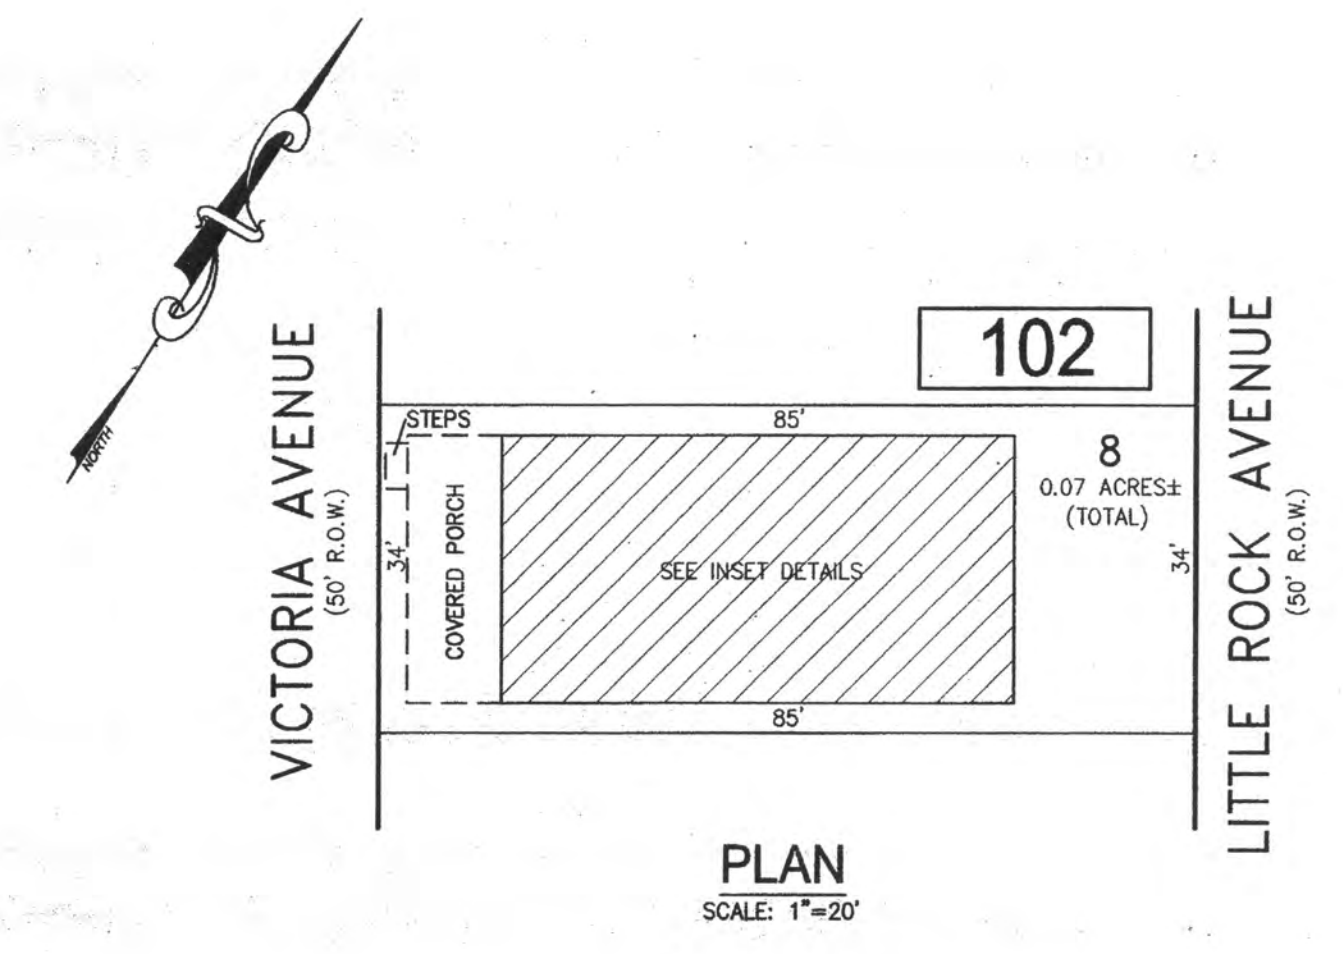 NORTH
VICTORIA AVENUE
(50' R.O.W.)
102
STEPS
85'
8
0.07 ACRES±
(TOTAL)
34'
COVERED PORCH
SEE INSET DETAILS
34'
85'
LITTLE ROCK AVENUE
(50' R.O.W.)
PLAN
SCALE: 1"=20'